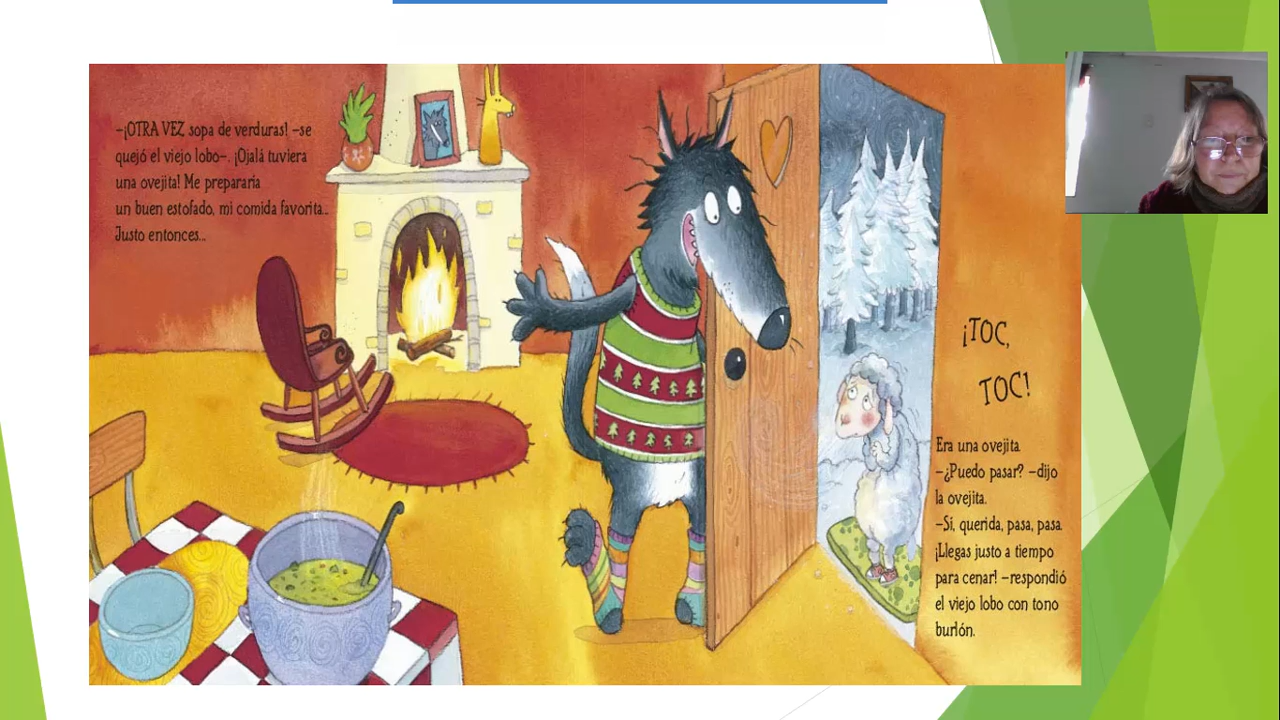 –¡OTRA VEZ sopa de verduras! –se
quejó el viejo lobo–. ¡Ojalá tuviera
una ovejita! Me prepararia
un buen estofado, mi comida favorita...
Justo entonces...
¡TOC,
TOC!
Era una ovejita.
–¿Puedo pasar? –dijo
la ovejita.
–Si, querida, pasa, pasa.
¡Llegas justo a tiempo
para cenar! –respondió
el viejo lobo con tono
burlón.